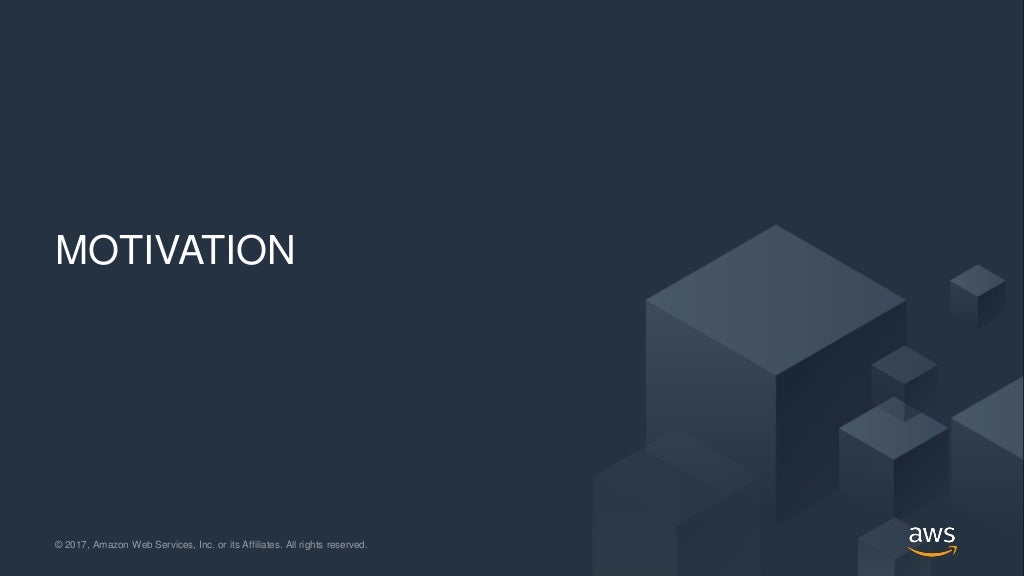 MOTIVATION
© 2017, Amazon Web Services, Inc. or its Affiliates. All rights reserved.
aws